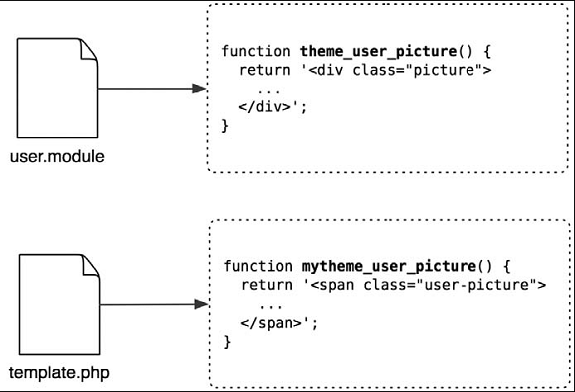 function theme_user_picture() {
return '<div class="picture">
...
</div>';
}
user.module
function mytheme_user_picture() {
return '<span class="user-picture">
...
</span>';
}
template.php